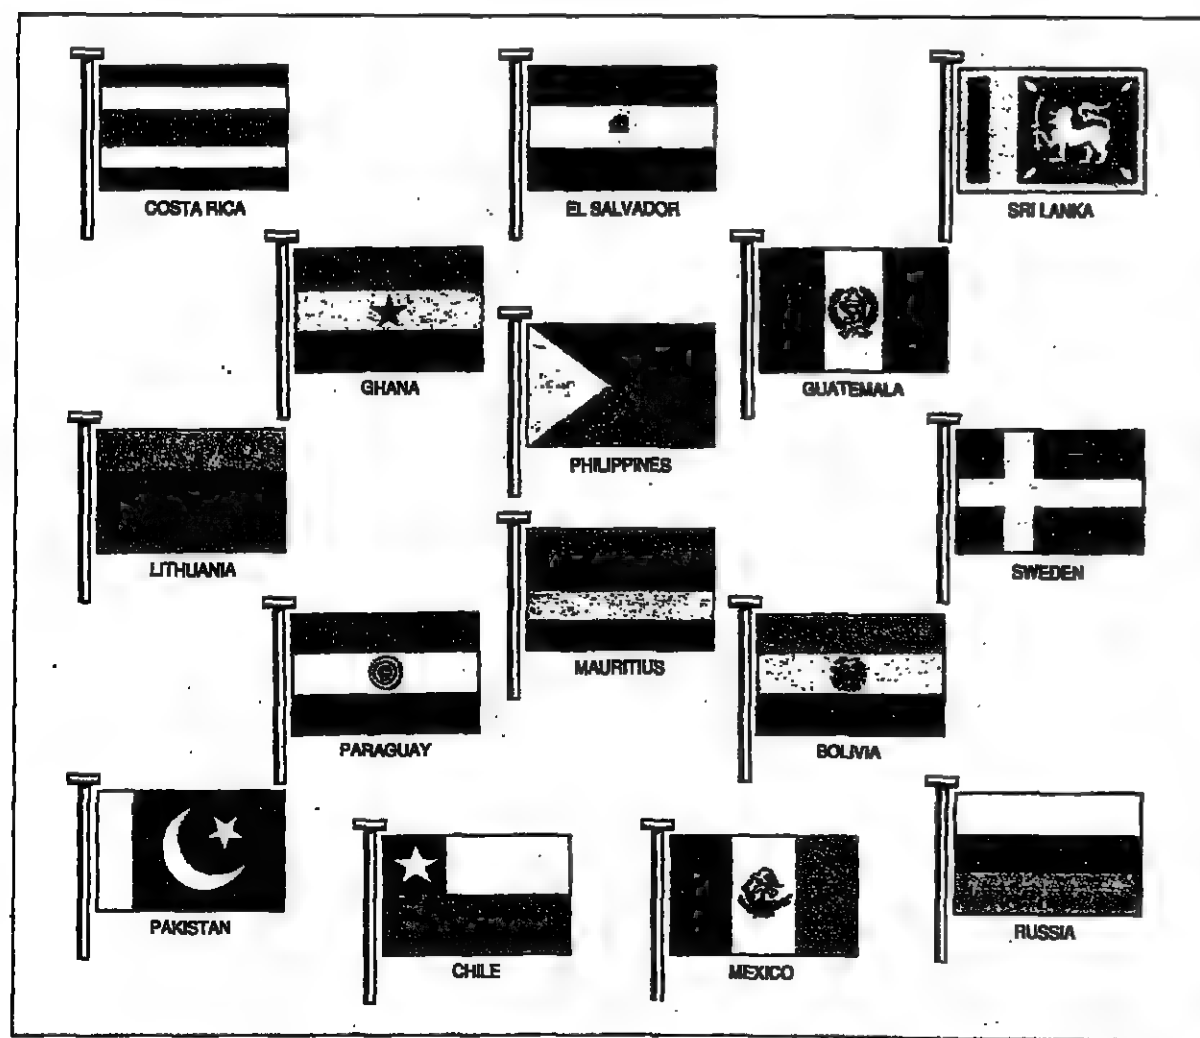 COSTA RICA
EL SALVADOR
SRI LANKA
GHANA
GUATEMALA
PHILIPPINES
LITHUANIA
SWEDEN
MAURITIUS
PARAGUAY
BOLIVIA
PAKISTAN
CHILE
MEXICO
RUSSIA